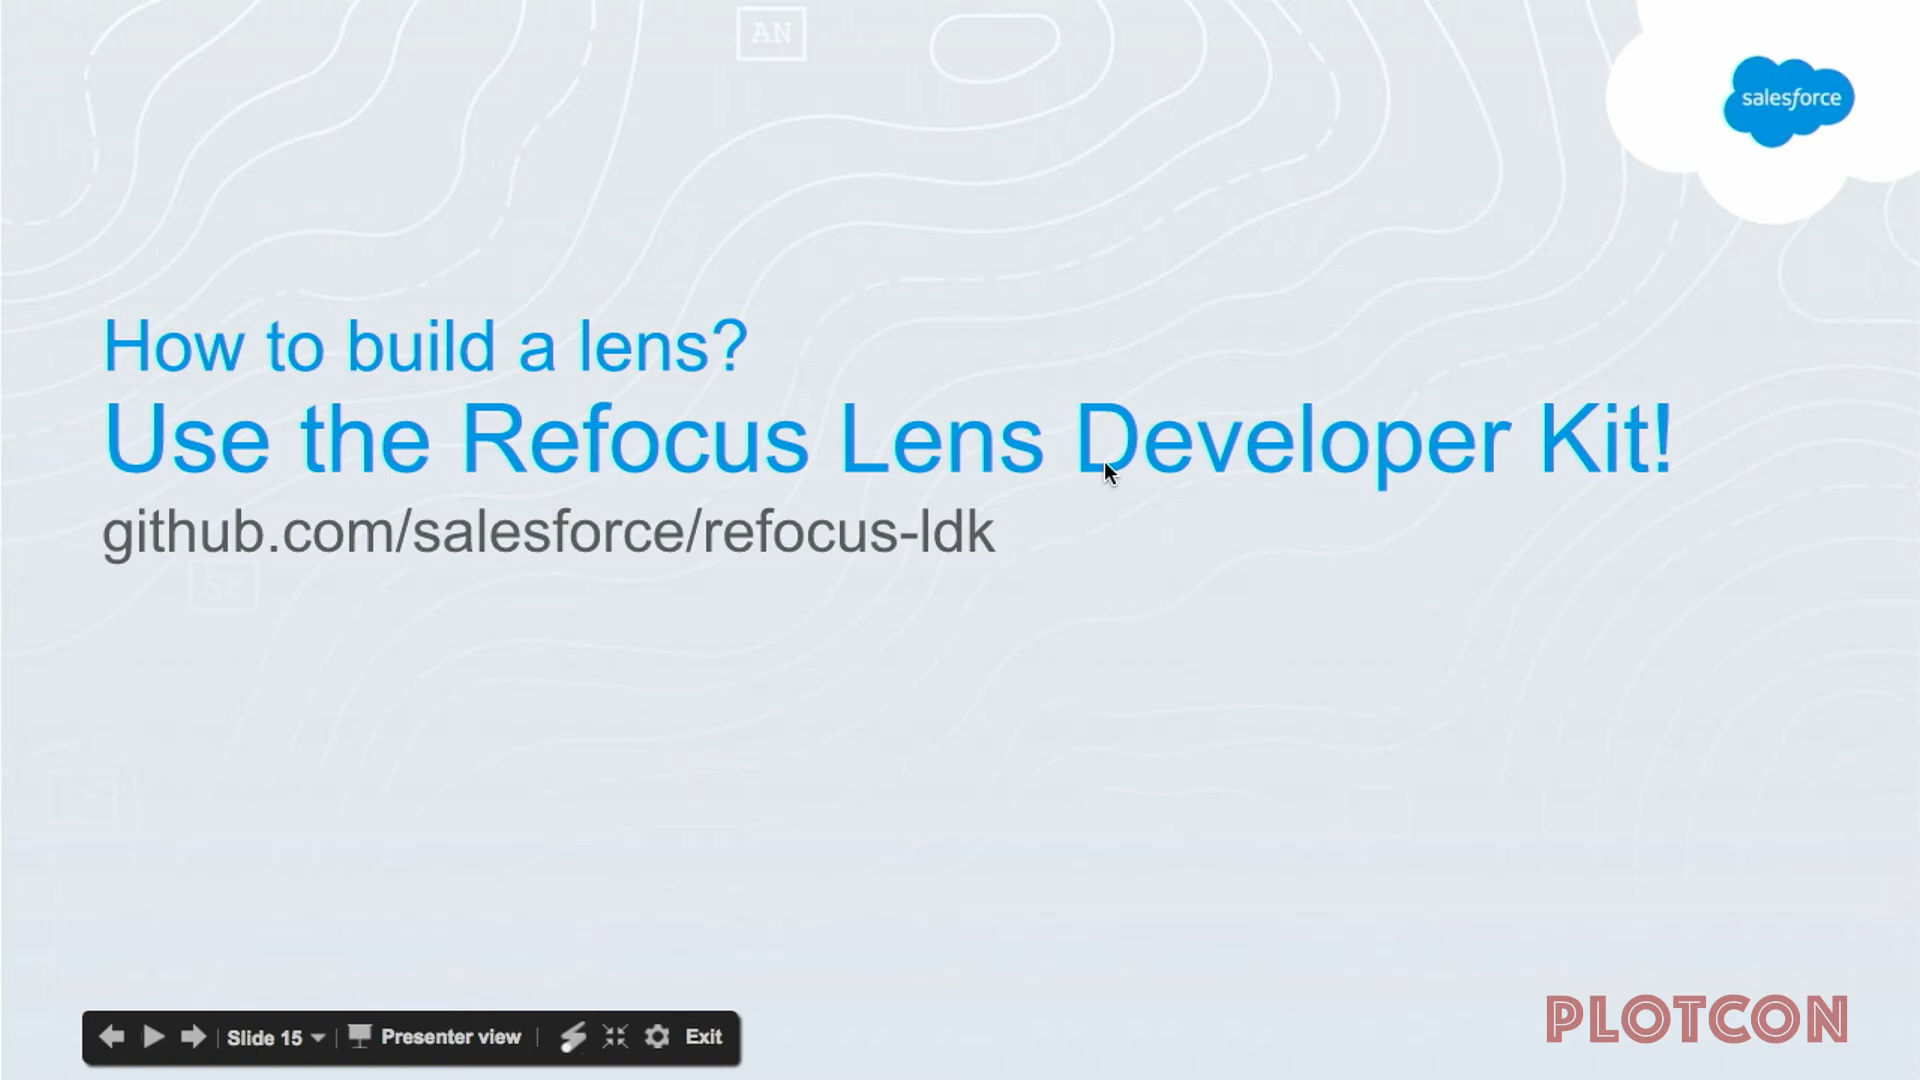 AN
salesforce
How to build a lens?
Use the Refocus Lens Developer Kit!
github.com/salesforce/refocus-ldk
SF
Slide 15
Presenter view
Exit
PLOTCON